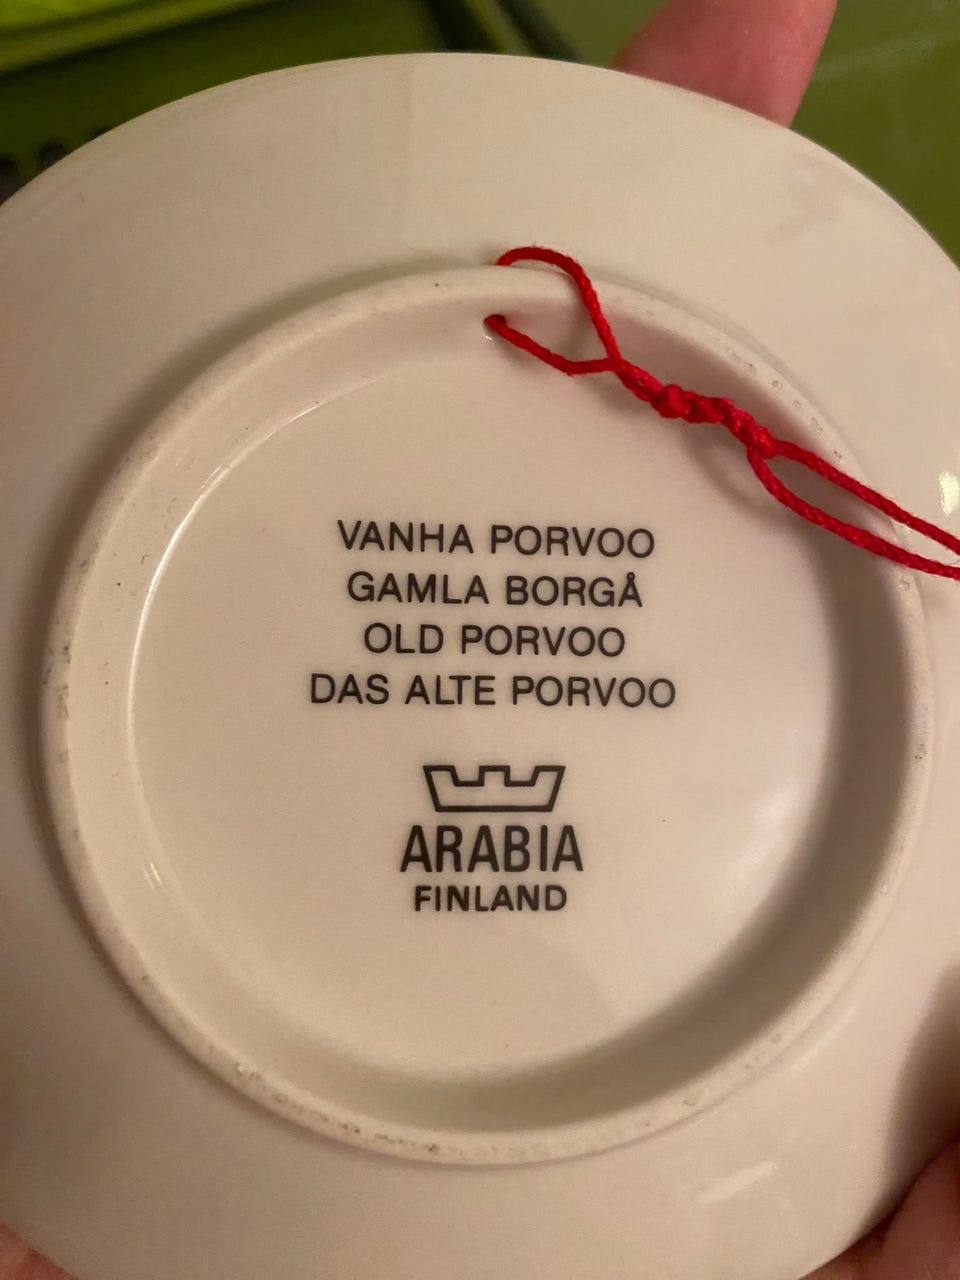 VANHA PORVOO
GAMLA BORGÅ
OLD PORVOO
DAS ALTE PORVOO
ARABIA
FINLAND